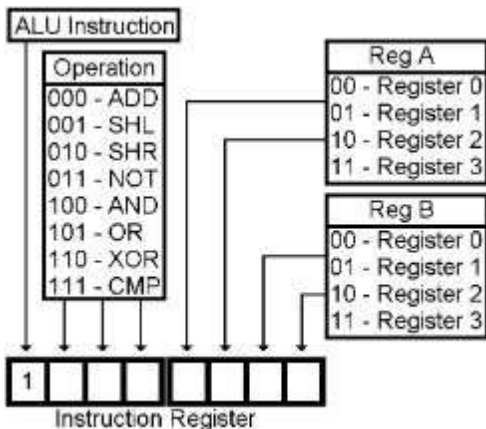 ALU Instruction
Operation
000 - ADD
001 - SHL
010 - SHR
011 - NOT
100 - AND
101 - OR
110 - XOR
111 - CMP
Reg A
00 - Register 0
01 - Register 1
10 - Register 2
11 - Register 3
Reg B
00 - Register 0
01 - Register 1
10 - Register 2
11 - Register 3
1
Instruction Register